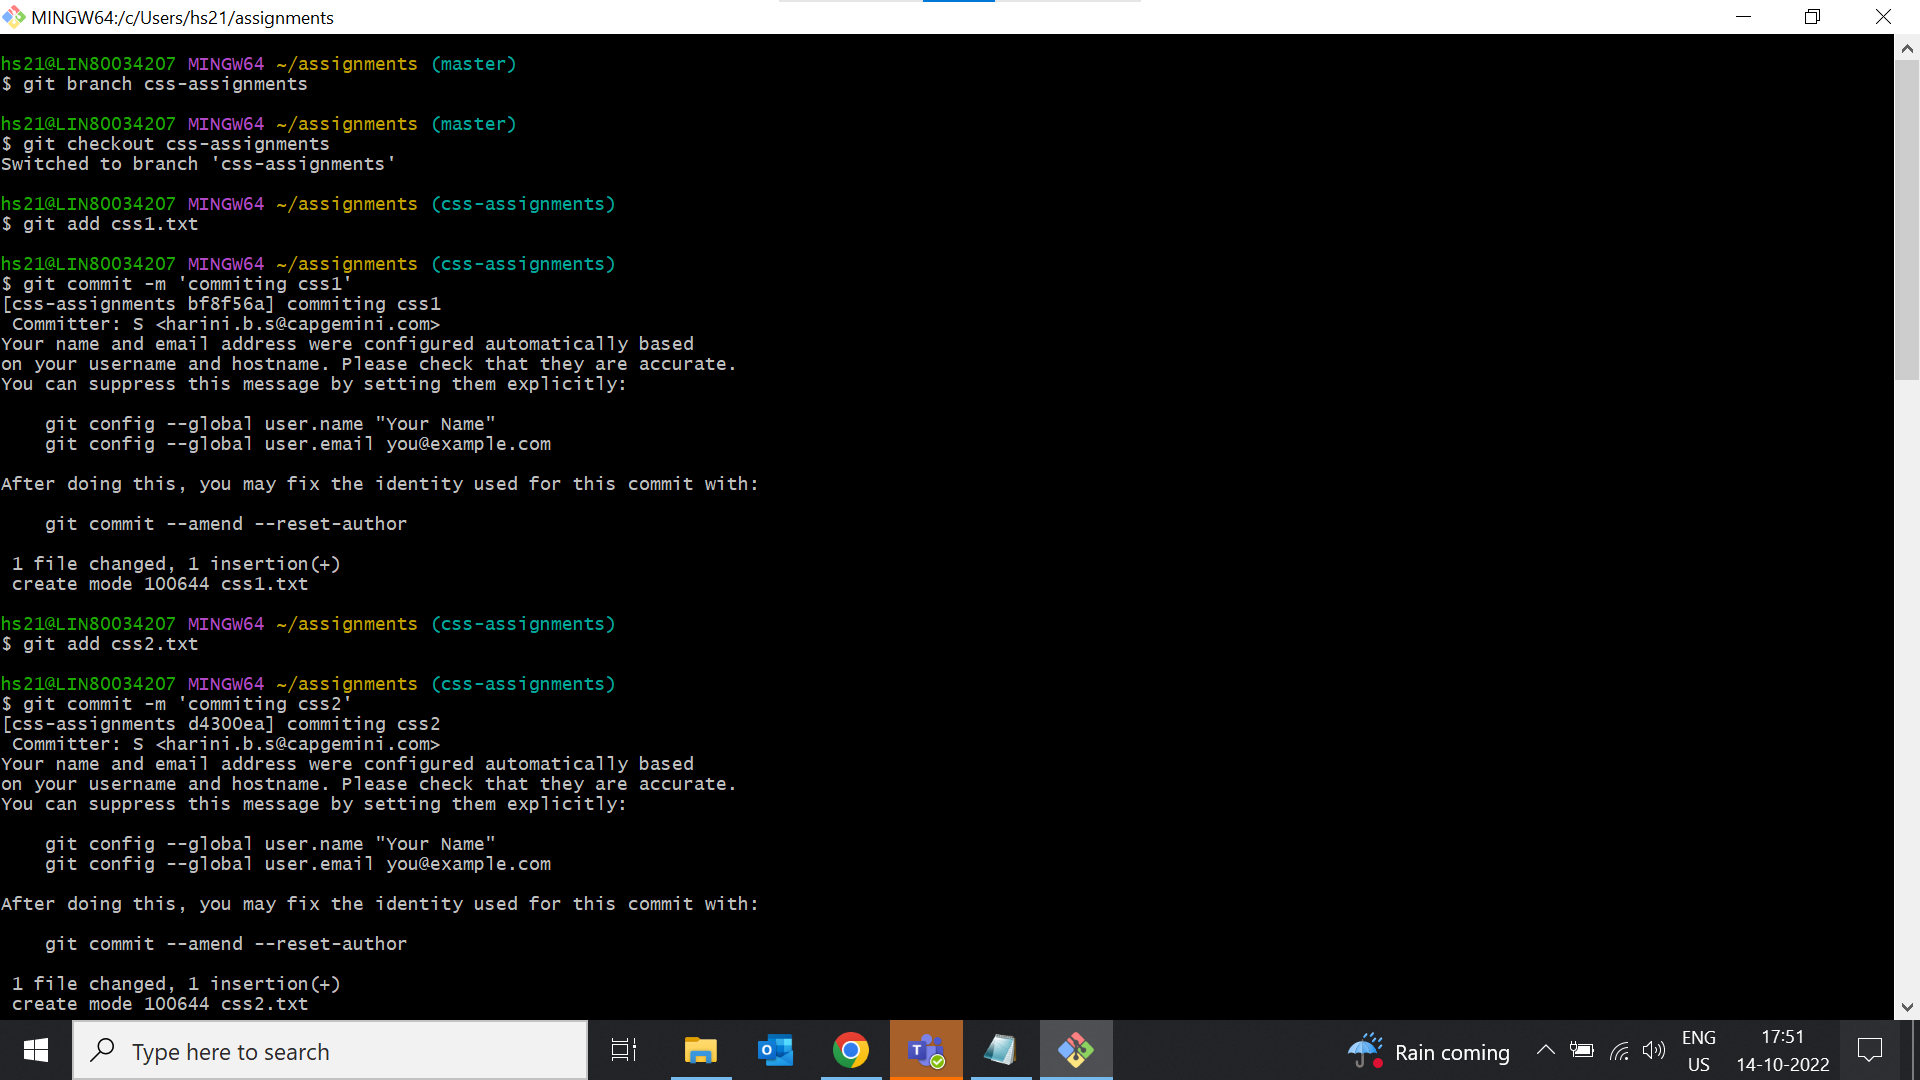 MINGW64:/c/Users/hs21/assignments
hs21@LIN80034207 MINGW64 ~/assignments (master)
$ git branch css-assignments
hs21@LIN80034207 MINGW64 ~/assignments (master)
$ git checkout css-assignments
Switched to branch 'css-assignments'
hs21@LIN80034207 MINGW64 ~/assignments (css-assignments)
$ git add css1.txt
hs21@LIN80034207 MINGW64 ~/assignments (css-assignments)
$ git commit -m 'commiting css1'
[css-assignments bf8f56a] commiting css1
 Committer: S <harini.b.s@capgemini.com>
Your name and email address were configured automatically based
on your username and hostname. Please check that they are accurate.
You can suppress this message by setting them explicitly:
    git config --global user.name "Your Name"
    git config --global user.email you@example.com
After doing this, you may fix the identity used for this commit with:
    git commit --amend --reset-author
 1 file changed, 1 insertion(+)
 create mode 100644 css1.txt
hs21@LIN80034207 MINGW64 ~/assignments (css-assignments)
$ git add css2.txt
hs21@LIN80034207 MINGW64 ~/assignments (css-assignments)
$ git commit -m 'commiting css2'
[css-assignments d4300ea] commiting css2
 Committer: S <harini.b.s@capgemini.com>
Your name and email address were configured automatically based
on your username and hostname. Please check that they are accurate.
You can suppress this message by setting them explicitly:
    git config --global user.name "Your Name"
    git config --global user.email you@example.com
After doing this, you may fix the identity used for this commit with:
    git commit --amend --reset-author
 1 file changed, 1 insertion(+)
 create mode 100644 css2.txt
Type here to search
Rain coming
ENG
US
17:51
14-10-2022